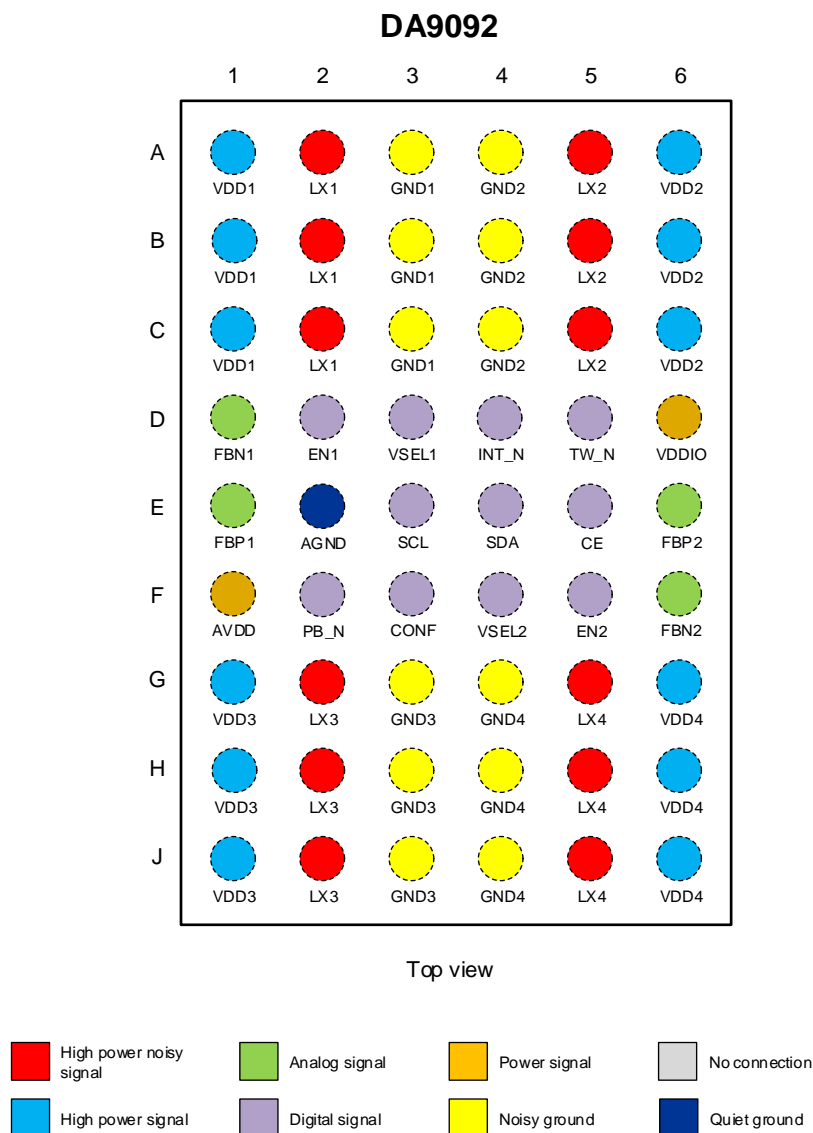 DA9092
1 2 3 4 5 6
A
VDD1 LX1 GND1 GND2 LX2 VDD2
B
VDD1 LX1 GND1 GND2 LX2 VDD2
C
VDD1 LX1 GND1 GND2 LX2 VDD2
D
FBN1 EN1 VSEL1 INT_N TW_N VDDIO
E
FBP1 AGND SCL SDA CE FBP2
F
AVDD PB_N CONF VSEL2 EN2 FBN2
G
VDD3 LX3 GND3 GND4 LX4 VDD4
H
VDD3 LX3 GND3 GND4 LX4 VDD4
J
VDD3 LX3 GND3 GND4 LX4 VDD4
Top view
High power noisy
signal
Analog signal
Power signal
No connection
High power signal
Digital signal
Noisy ground
Quiet ground